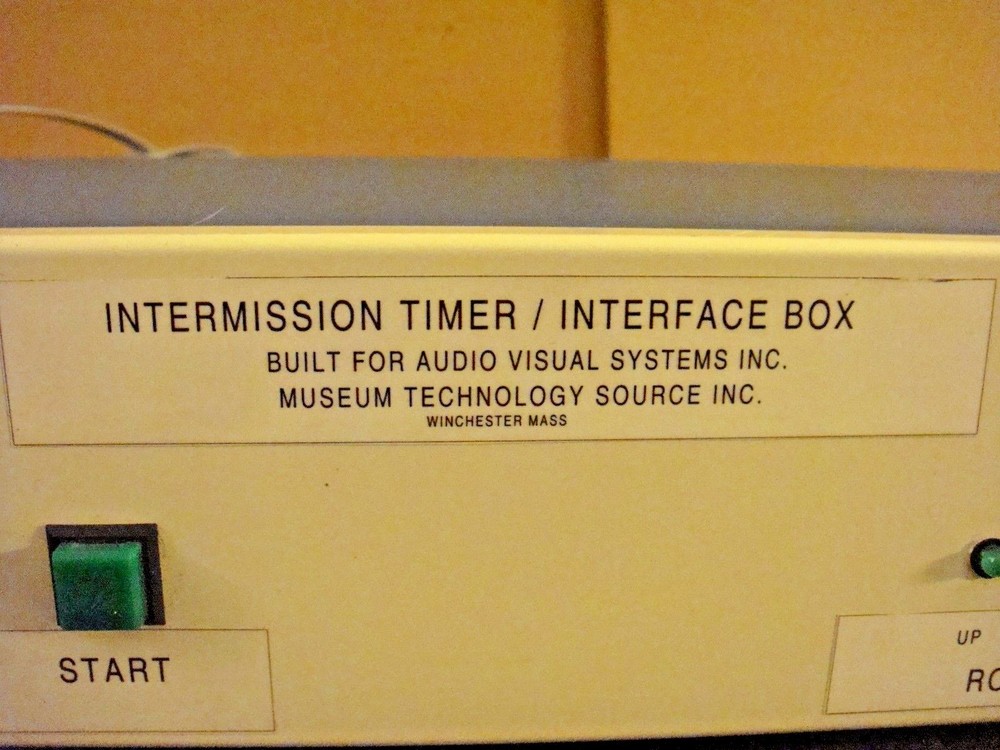 INTERMISSION TIMER / INTERFACE BOX
BUILT FOR AUDIO VISUAL SYSTEMS INC.
MUSEUM TECHNOLOGY SOURCE INC.
WINCHESTER MASS
START
UP